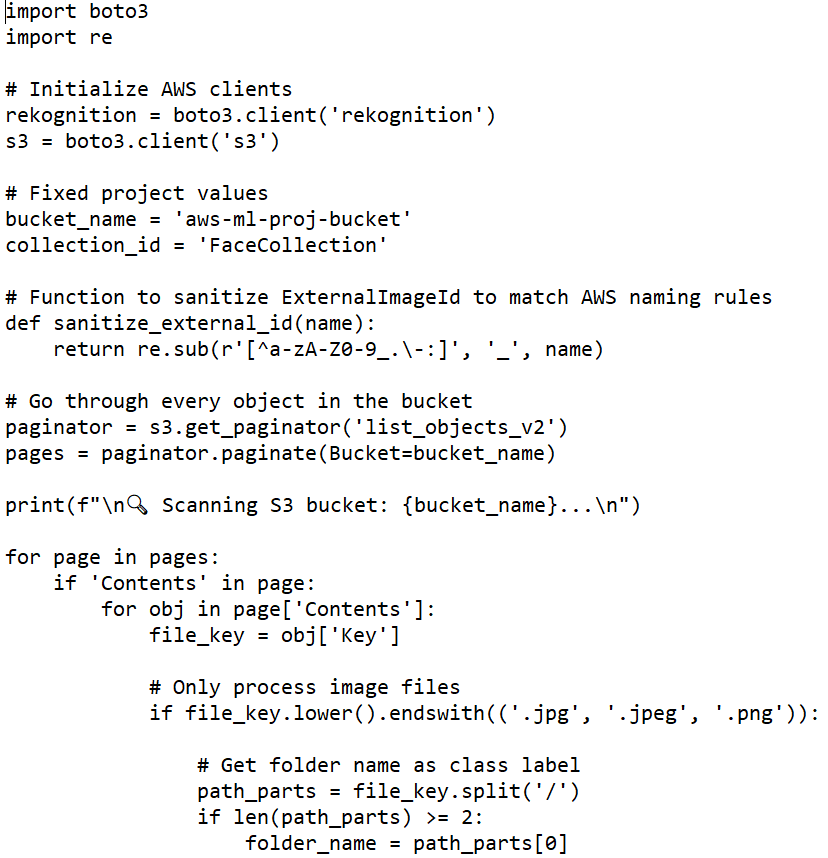 import boto3
import re

# Initialize AWS clients
rekognition = boto3.client('rekognition')
s3 = boto3.client('s3')

# Fixed project values
bucket_name = 'aws-ml-proj-bucket'
collection_id = 'FaceCollection'

# Function to sanitize ExternalImageId to match AWS naming rules
def sanitize_external_id(name):
    return re.sub(r'[^a-zA-Z0-9_.\-:]', '_', name)

# Go through every object in the bucket
paginator = s3.get_paginator('list_objects_v2')
pages = paginator.paginate(Bucket=bucket_name)

print(f"\n🔍 Scanning S3 bucket: {bucket_name}...\n")

for page in pages:
    if 'Contents' in page:
        for obj in page['Contents']:
            file_key = obj['Key']

            # Only process image files
            if file_key.lower().endswith(('.jpg', '.jpeg', '.png')):

                # Get folder name as class label
                path_parts = file_key.split('/')
                if len(path_parts) >= 2:
                    folder_name = path_parts[0]